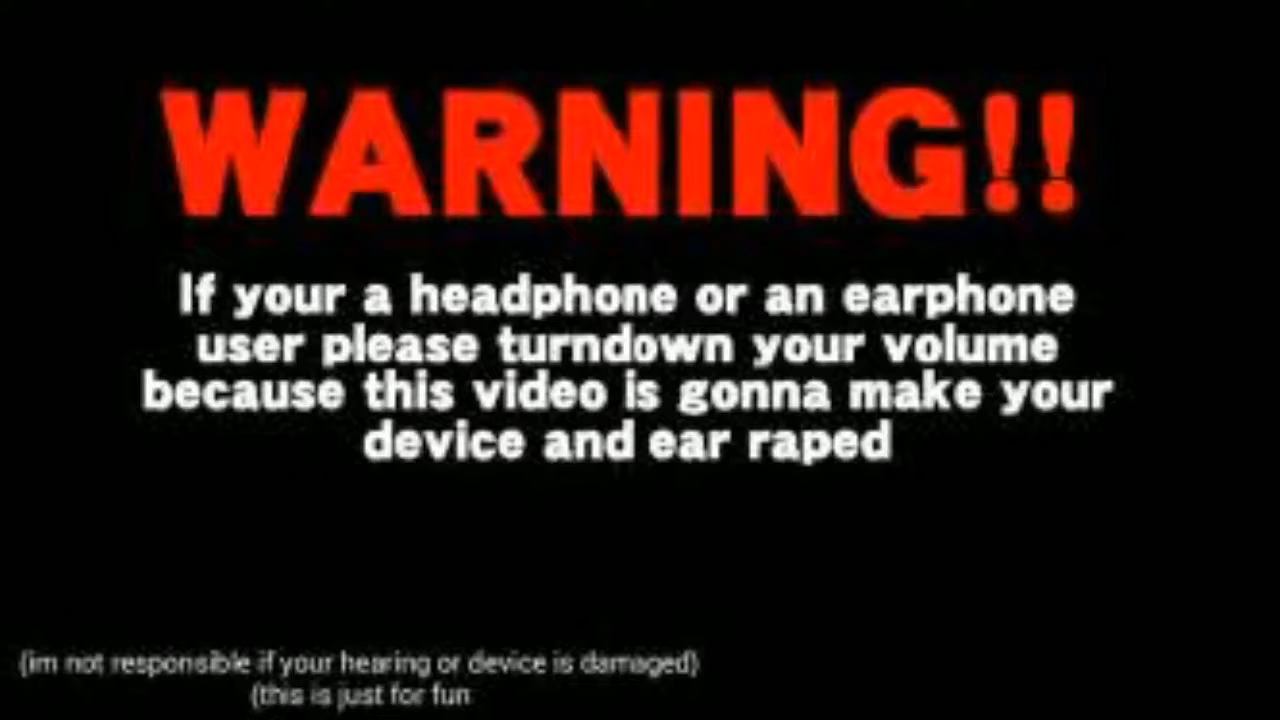 WARNING!!
If your a headphone or an earphone
user please turndown your volume
because this video is gonna make your
device and ear raped
(im not responsible if your hearing or device is damaged)
(this is just for fun